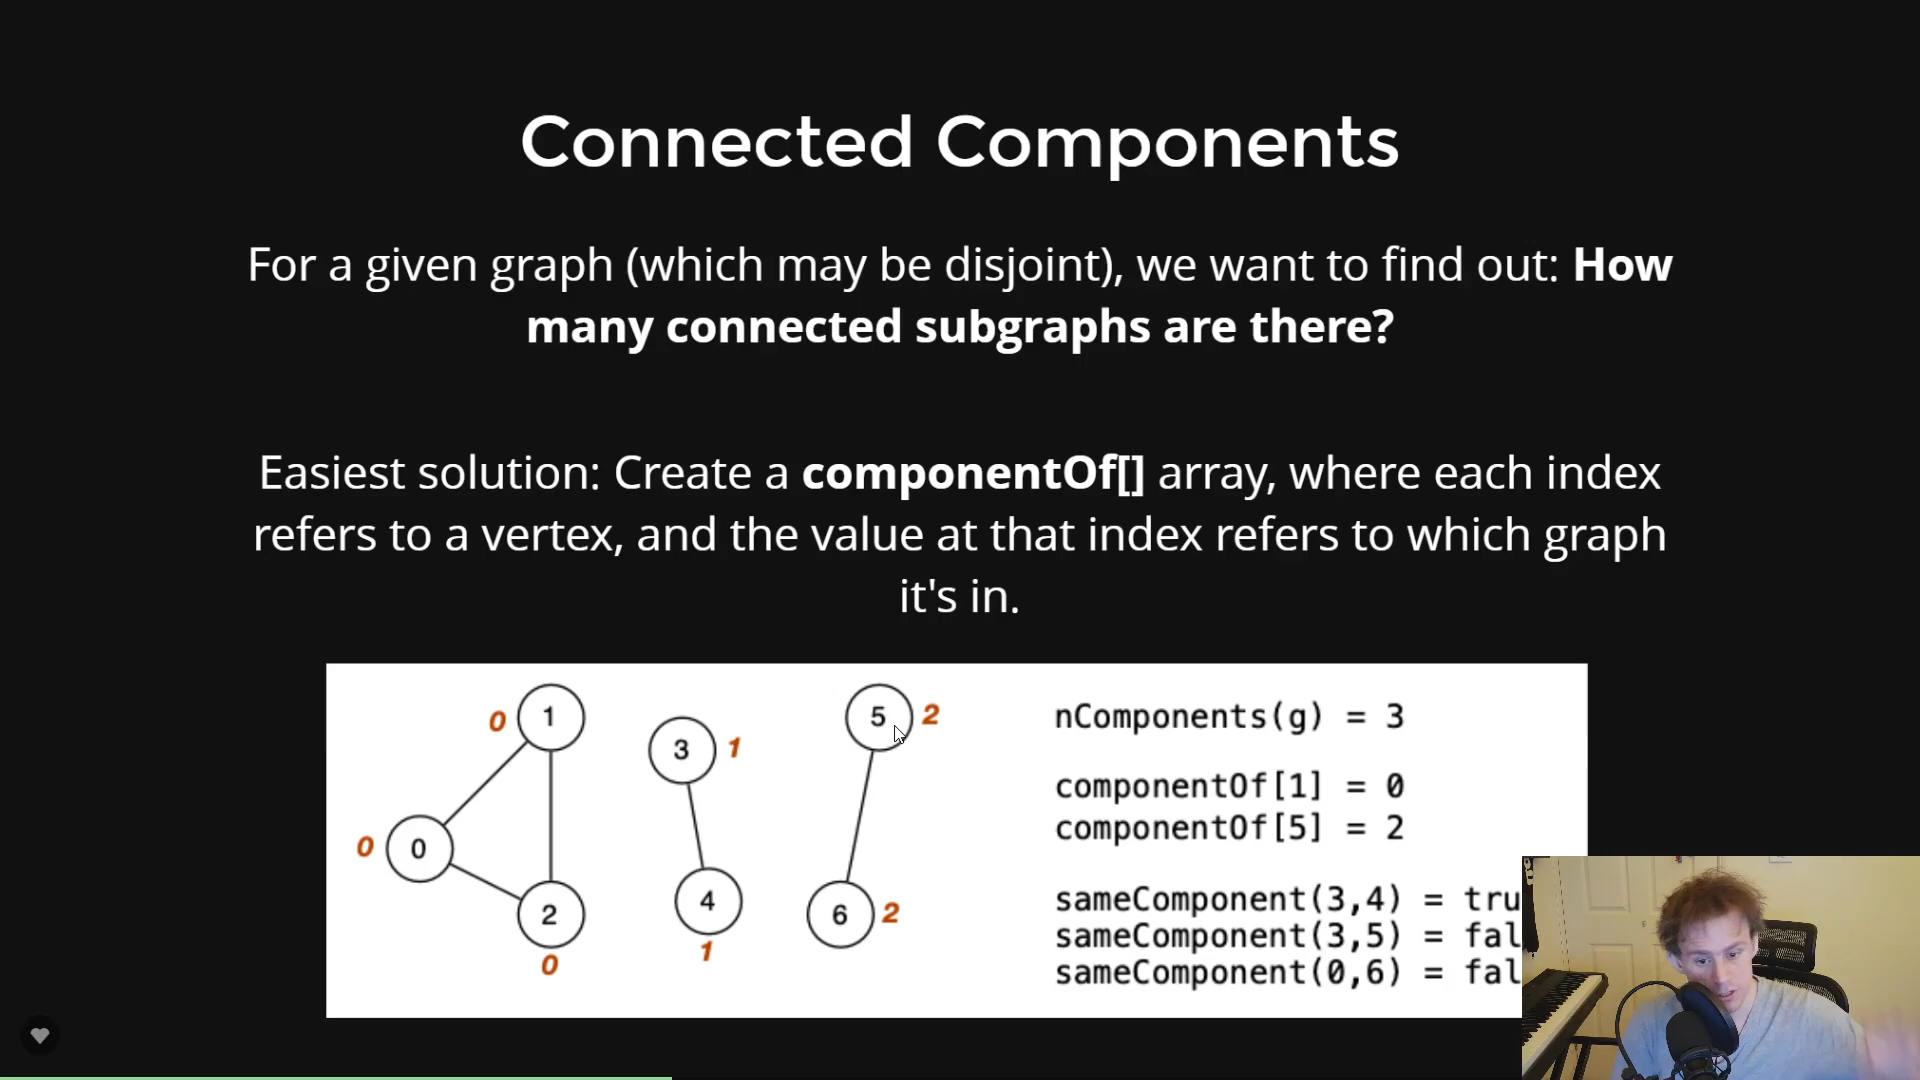 Connected Components
For a given graph (which may be disjoint), we want to find out: How
many connected subgraphs are there?
Easiest solution: Create a componentOf[] array, where each index
refers to a vertex, and the value at that index refers to which graph
it's in.
0 1
0 0
2
0
3 1
4
1
5 2
6 2
nComponents(g) = 3
componentOf[1] = 0
componentOf[5] = 2
sameComponent(3,4) = tru
sameComponent(3,5) = fal
sameComponent(0,6) = fal